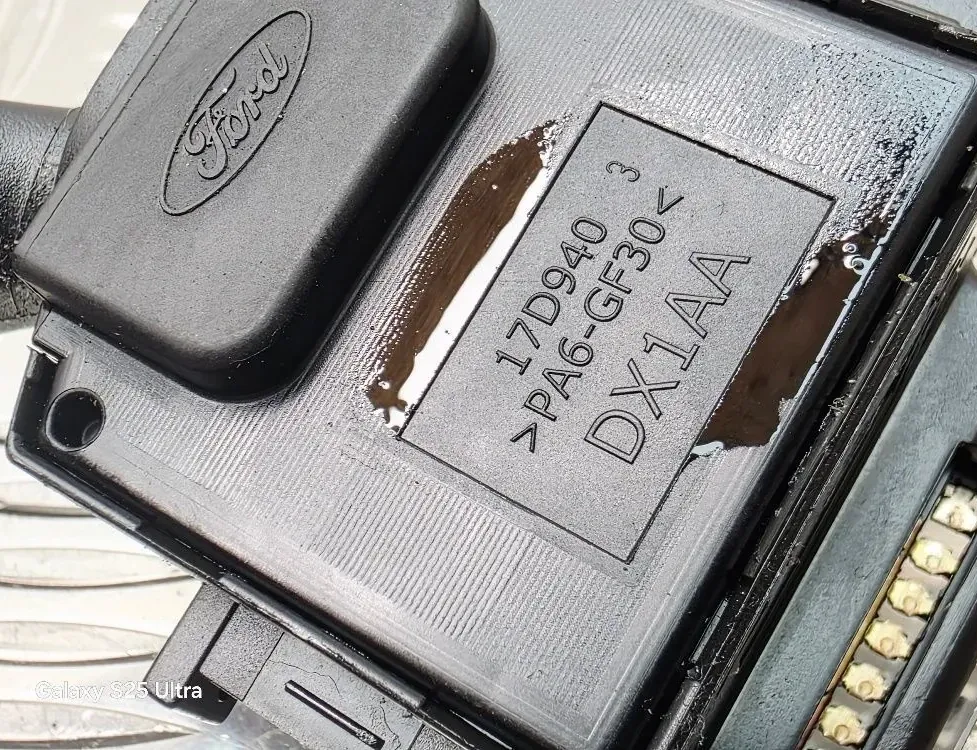 Ford
17D940 3
>PA6-GF30<
DX1AA
Galaxy S25 Ultra